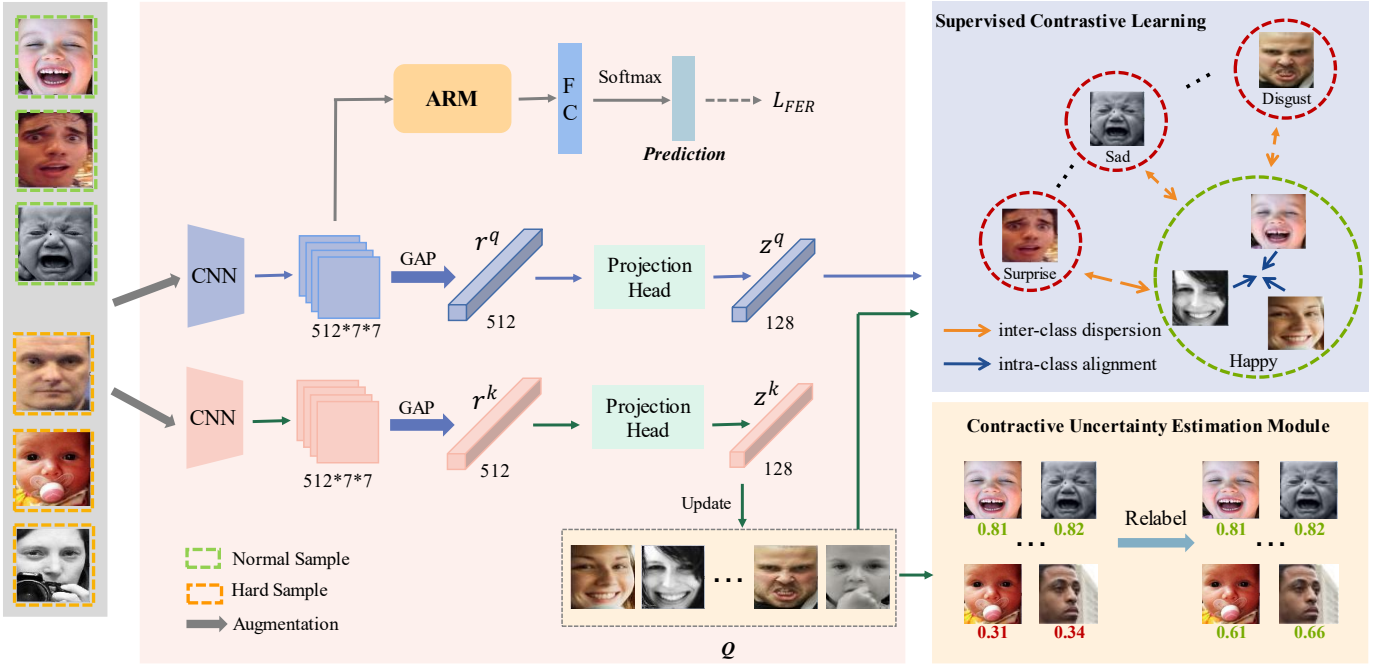 Supervised Contrastive Learning
F
C
Softmax
ARM
L_FER
Prediction
Disgust
Sad
Surprise
Happy
inter-class dispersion
intra-class alignment
CNN
GAP
r^q
512*7*7
512
Projection
Head
z^q
128
CNN
GAP
r^k
512*7*7
512
Projection
Head
z^k
128
Update
Normal Sample
Hard Sample
Augmentation
...
Q
Contractive Uncertainty Estimation Module
0.81 0.82
...
0.31 0.34
Relabel
0.81 0.82
...
0.61 0.66